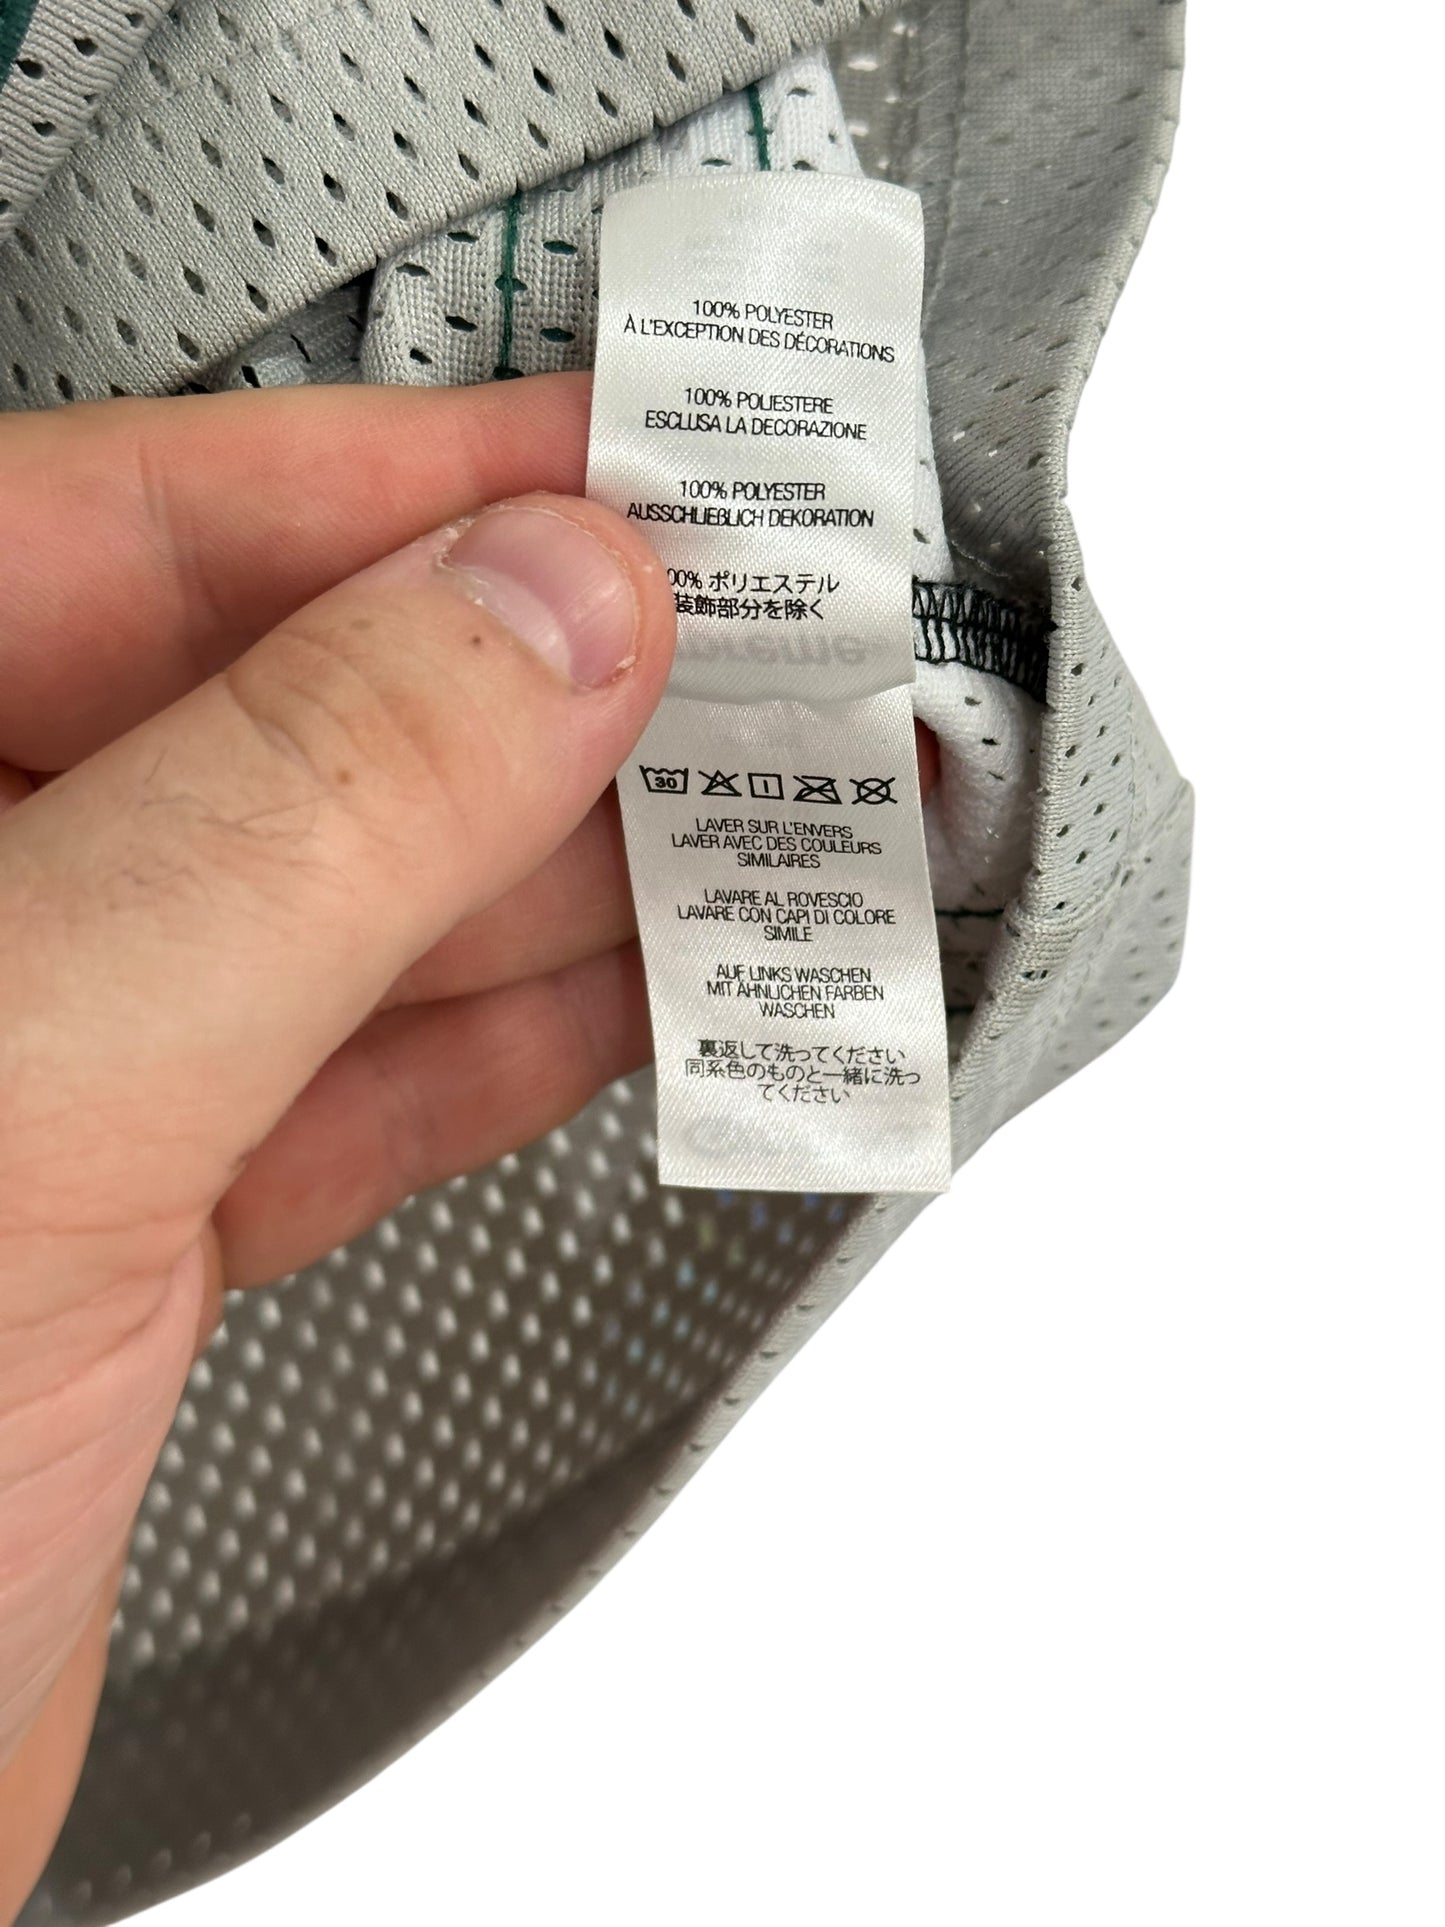 100% POLYESTER
À L'EXCEPTION DES DÉCORATIONS
100% POLIESTERE
ESCLUSA LA DECORAZIONE
100% POLYESTER
AUSSCHLIEßLICH DEKORATION
00% ポリエステル
装飾部分を除く
30
LAVER SUR L'ENVERS
LAVER AVEC DES COULEURS
SIMILAIRES
LAVARE AL ROVESCIO
LAVARE CON CAPI DI COLORE
SIMILE
AUF LINKS WASCHEN
MIT ÄHNLICHEN FARBEN
WASCHEN
裏返して洗ってください
同系色のものと一緒に洗っ
てください